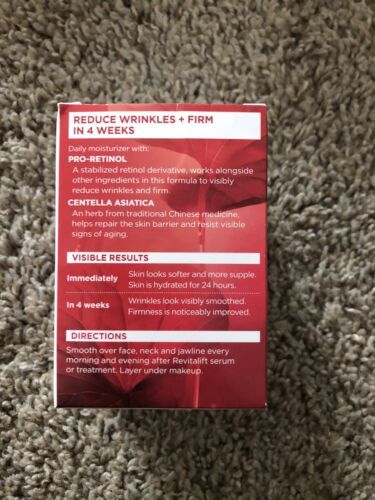 REDUCE WRINKLES + FIRM
IN 4 WEEKS
Daily moisturizer with:
PRO-RETINOL
A stabilized retinol derivative, works alongside
other ingredients in this formula to visibly
reduce wrinkles and firm.
CENTELLA ASIATICA
An herb from traditional Chinese medicine,
helps repair the skin barrier and resist visible
signs of aging.
VISIBLE RESULTS
Immediately Skin looks softer and more supple.
Skin is hydrated for 24 hours.
In 4 weeks Wrinkles look visibly smoothed.
Firmness is noticeably improved.
DIRECTIONS
Smooth over face, neck and jawline every
morning and evening after Revitalift serum
or treatment. Layer under makeup.